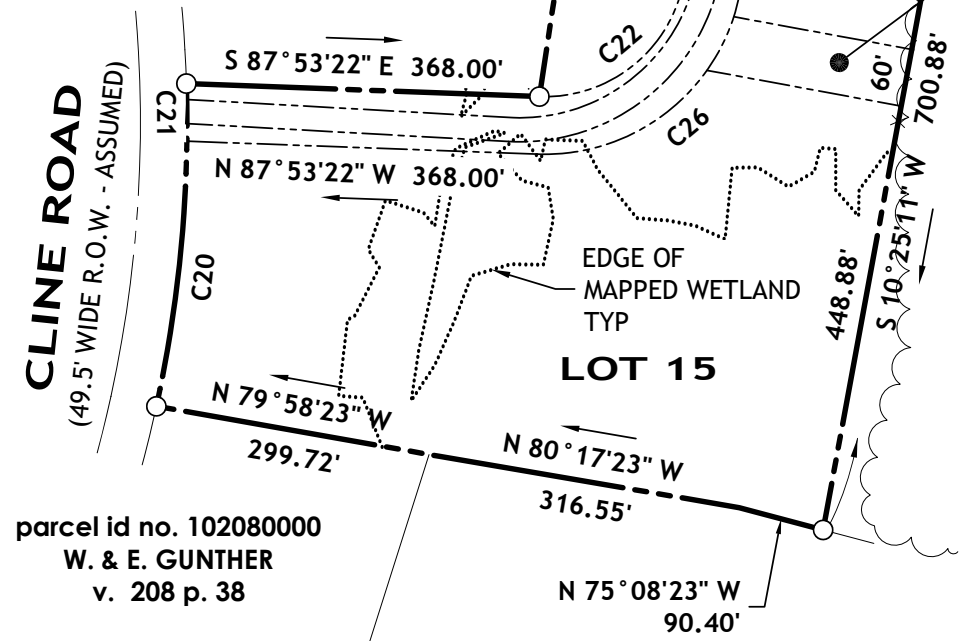 S 87°53'22" E 368.00'
C22
60'
700.88'
C21
C26
N 87°53'22" W 368.00'
CLINE ROAD
(49.5' WIDE R.O.W. - ASSUMED)
C20
EDGE OF
MAPPED WETLAND
TYP
448.88'
S 10°25'11" W
LOT 15
N 79°58'23" W
299.72'
N 80°17'23" W
316.55'
parcel id no. 102080000
W. & E. GUNTHER
v. 208 p. 38
N 75°08'23" W
90.40'